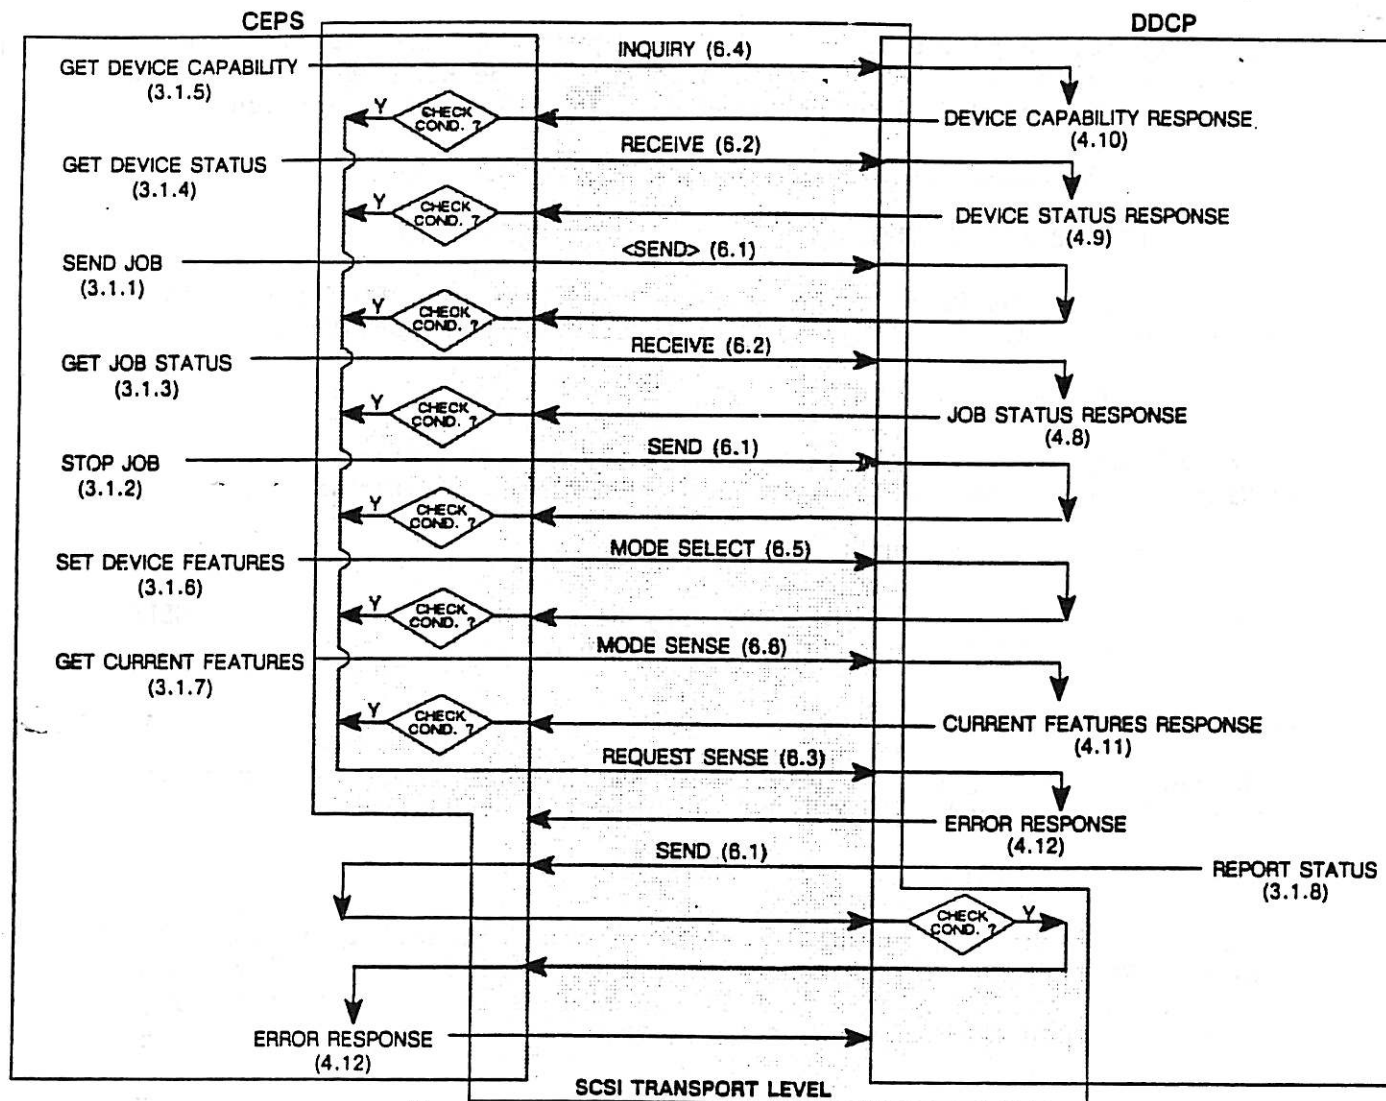 CEPS
DDCP
INQUIRY (6.4)
GET DEVICE CAPABILITY
(3.1.5)
Y
CHECK
COND. ?
DEVICE CAPABILITY RESPONSE
(4.10)
RECEIVE (6.2)
GET DEVICE STATUS
(3.1.4)
Y
CHECK
COND. ?
DEVICE STATUS RESPONSE
(4.9)
<SEND> (6.1)
SEND JOB
(3.1.1)
Y
CHECK
COND. ?
RECEIVE (6.2)
GET JOB STATUS
(3.1.3)
Y
CHECK
COND. ?
JOB STATUS RESPONSE
(4.8)
SEND (6.1)
STOP JOB
(3.1.2)
Y
CHECK
COND. ?
MODE SELECT (6.5)
SET DEVICE FEATURES
(3.1.6)
Y
CHECK
COND. ?
MODE SENSE (6.6)
GET CURRENT FEATURES
(3.1.7)
Y
CHECK
COND. ?
CURRENT FEATURES RESPONSE
(4.11)
REQUEST SENSE (6.3)
ERROR RESPONSE
(4.12)
SEND (6.1)
REPORT STATUS
(3.1.8)
CHECK
COND. ?
Y
ERROR RESPONSE
(4.12)
SCSI TRANSPORT LEVEL